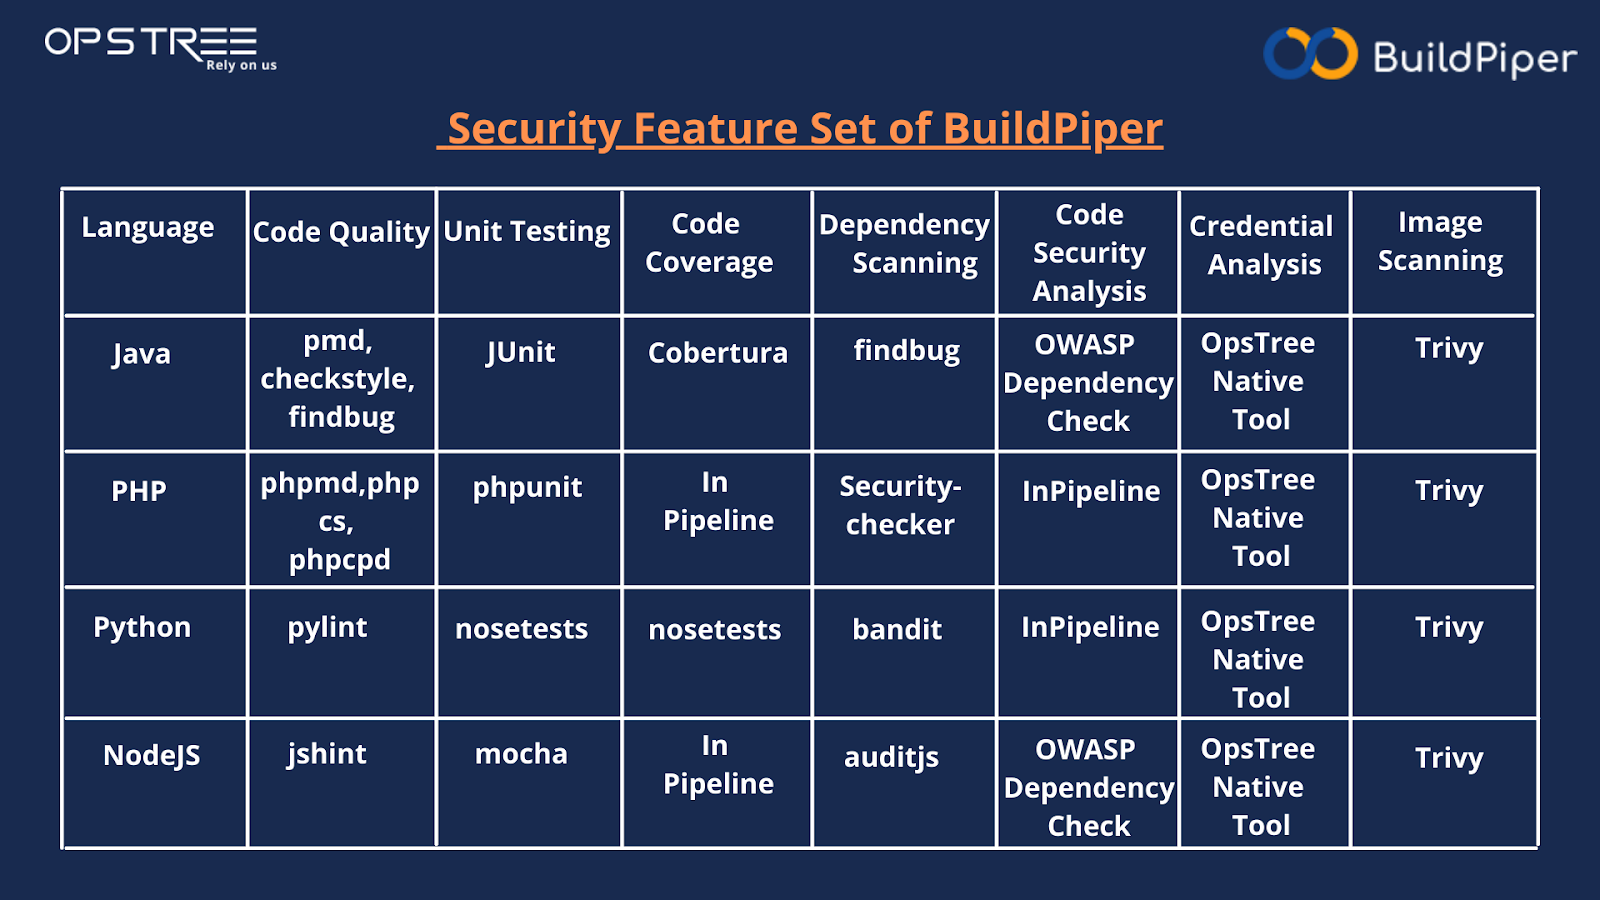 OPSTREE
Rely on us
BuildPiper
Security Feature Set of BuildPiper
Language
Code Quality
Unit Testing
Code
Coverage
Dependency
Scanning
Code
Security
Analysis
Credential
Analysis
Image
Scanning
Java
pmd,
checkstyle,
findbug
JUnit
Cobertura
findbug
OWASP
Dependency
Check
OpsTree
Native
Tool
Trivy
PHP
phpmd,php
cs,
phpcpd
phpunit
In
Pipeline
Security-
checker
InPipeline
OpsTree
Native
Tool
Trivy
Python
pylint
nosetests
nosetests
bandit
InPipeline
OpsTree
Native
Tool
Trivy
NodeJS
jshint
mocha
In
Pipeline
auditjs
OWASP
Dependency
Check
OpsTree
Native
Tool
Trivy